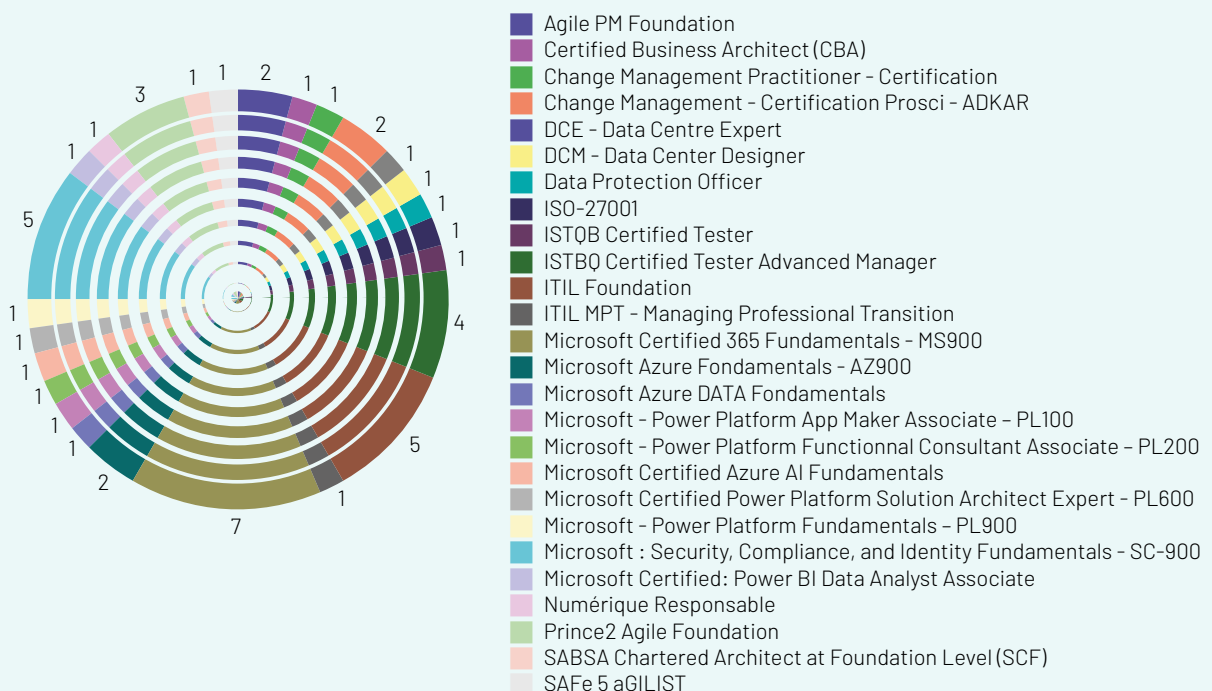 2
1
1
2
1
1
1
1
1
4
5
1
7
2
1
1
1
1
1
1
5
1
1
3
1
1
Agile PM Foundation
Certified Business Architect (CBA)
Change Management Practitioner - Certification
Change Management - Certification Prosci - ADKAR
DCE - Data Centre Expert
DCM - Data Center Designer
Data Protection Officer
ISO-27001
ISTQB Certified Tester
ISTBQ Certified Tester Advanced Manager
ITIL Foundation
ITIL MPT - Managing Professional Transition
Microsoft Certified 365 Fundamentals - MS900
Microsoft Azure Fondamentals - AZ900
Microsoft Azure DATA Fondamentals
Microsoft - Power Platform App Maker Associate – PL100
Microsoft - Power Platform Functionnal Consultant Associate – PL200
Microsoft Certified Azure AI Fundamentals
Microsoft Certified Power Platform Solution Architect Expert - PL600
Microsoft - Power Platform Fundamentals – PL900
Microsoft : Security, Compliance, and Identity Fundamentals - SC-900
Microsoft Certified: Power BI Data Analyst Associate
Numérique Responsable
Prince2 Agile Foundation
SABSA Chartered Architect at Foundation Level (SCF)
SAFe 5 aGILIST